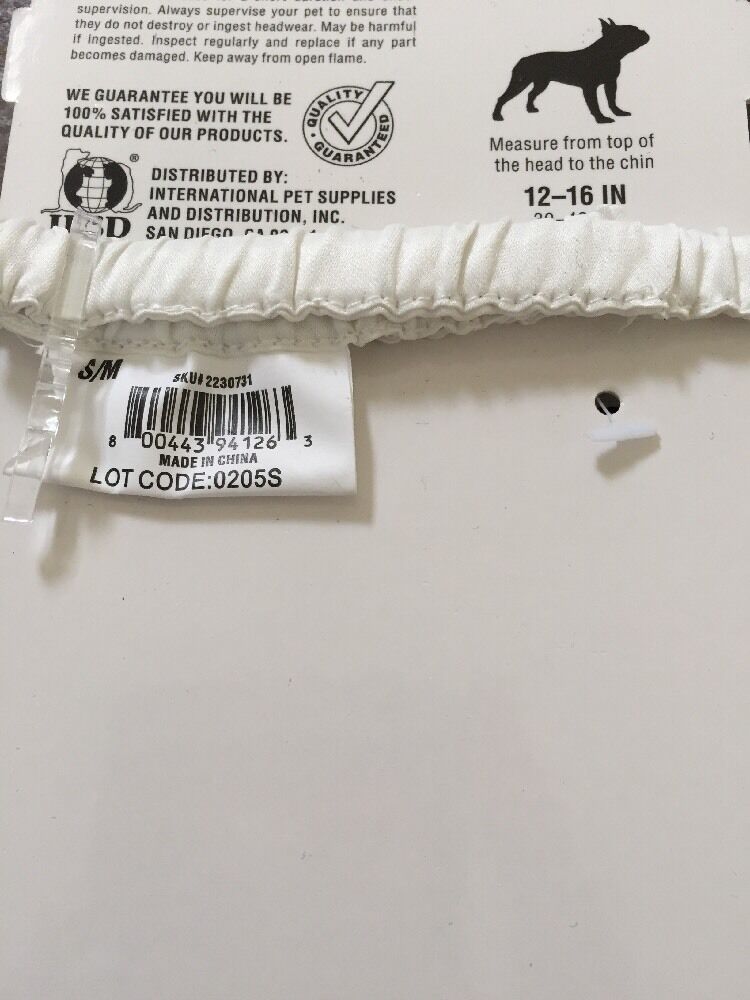 supervision. Always supervise your pet to ensure that
they do not destroy or ingest headwear. May be harmful
if ingested. Inspect regularly and replace if any part
becomes damaged. Keep away from open flame.
WE GUARANTEE YOU WILL BE
100% SATISFIED WITH THE
QUALITY OF OUR PRODUCTS.
QUALITY
GUARANTEED
®
DISTRIBUTED BY:
INTERNATIONAL PET SUPPLIES
AND DISTRIBUTION, INC.
SAN DIEGO, CA
Measure from top of
the head to the chin
12–16 IN
S/M
SKU# 2230731
8 00443 94126 3
MADE IN CHINA
LOT CODE:0205S